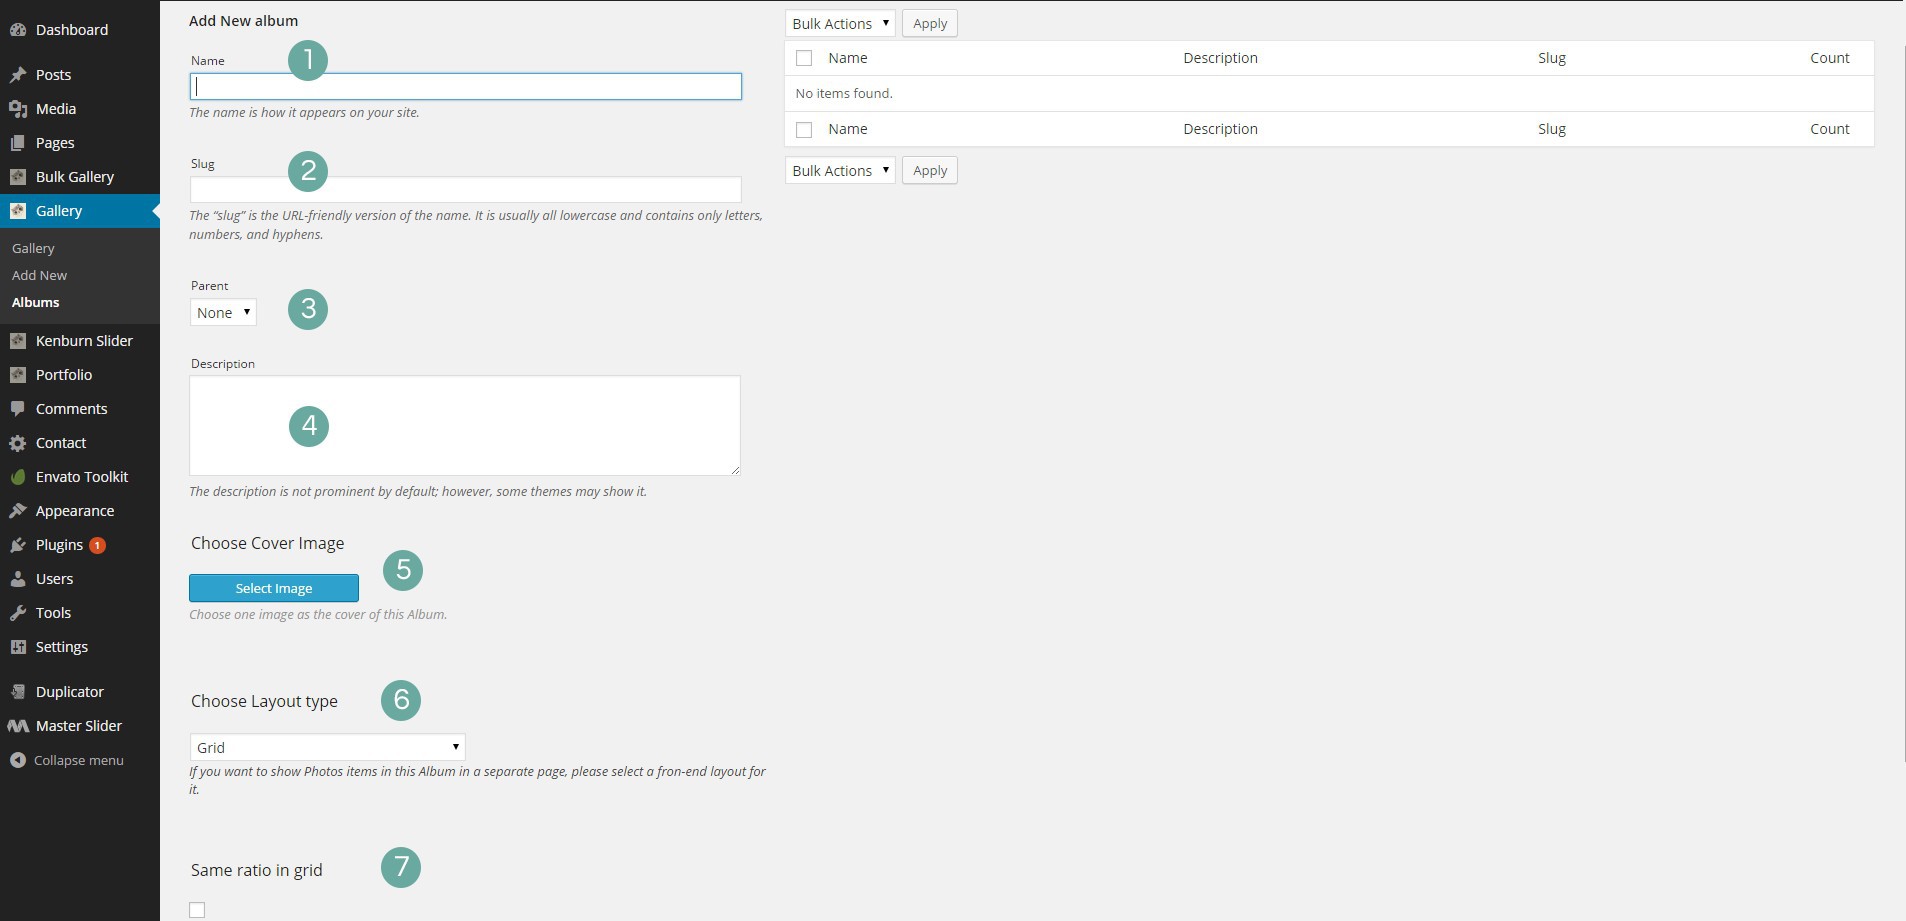 Dashboard
Posts
Media
Pages
Bulk Gallery
Gallery
Gallery
Add New
Albums
Kenburn Slider
Portfolio
Comments
Contact
Envato Toolkit
Appearance
Plugins 1
Users
Tools
Settings
Duplicator
Master Slider
Collapse menu
Add New album
Name 1
The name is how it appears on your site.
Slug 2
The “slug” is the URL-friendly version of the name. It is usually all lowercase and contains only letters,
numbers, and hyphens.
Parent
None 3
Description
4
The description is not prominent by default; however, some themes may show it.
Choose Cover Image
5
Select Image
Choose one image as the cover of this Album.
Choose Layout type 6
Grid
If you want to show Photos items in this Album in a separate page, please select a fron-end layout for
it.
Same ratio in grid 7
Bulk Actions Apply
Name Description Slug Count
No items found.
Name Description Slug Count
Bulk Actions Apply